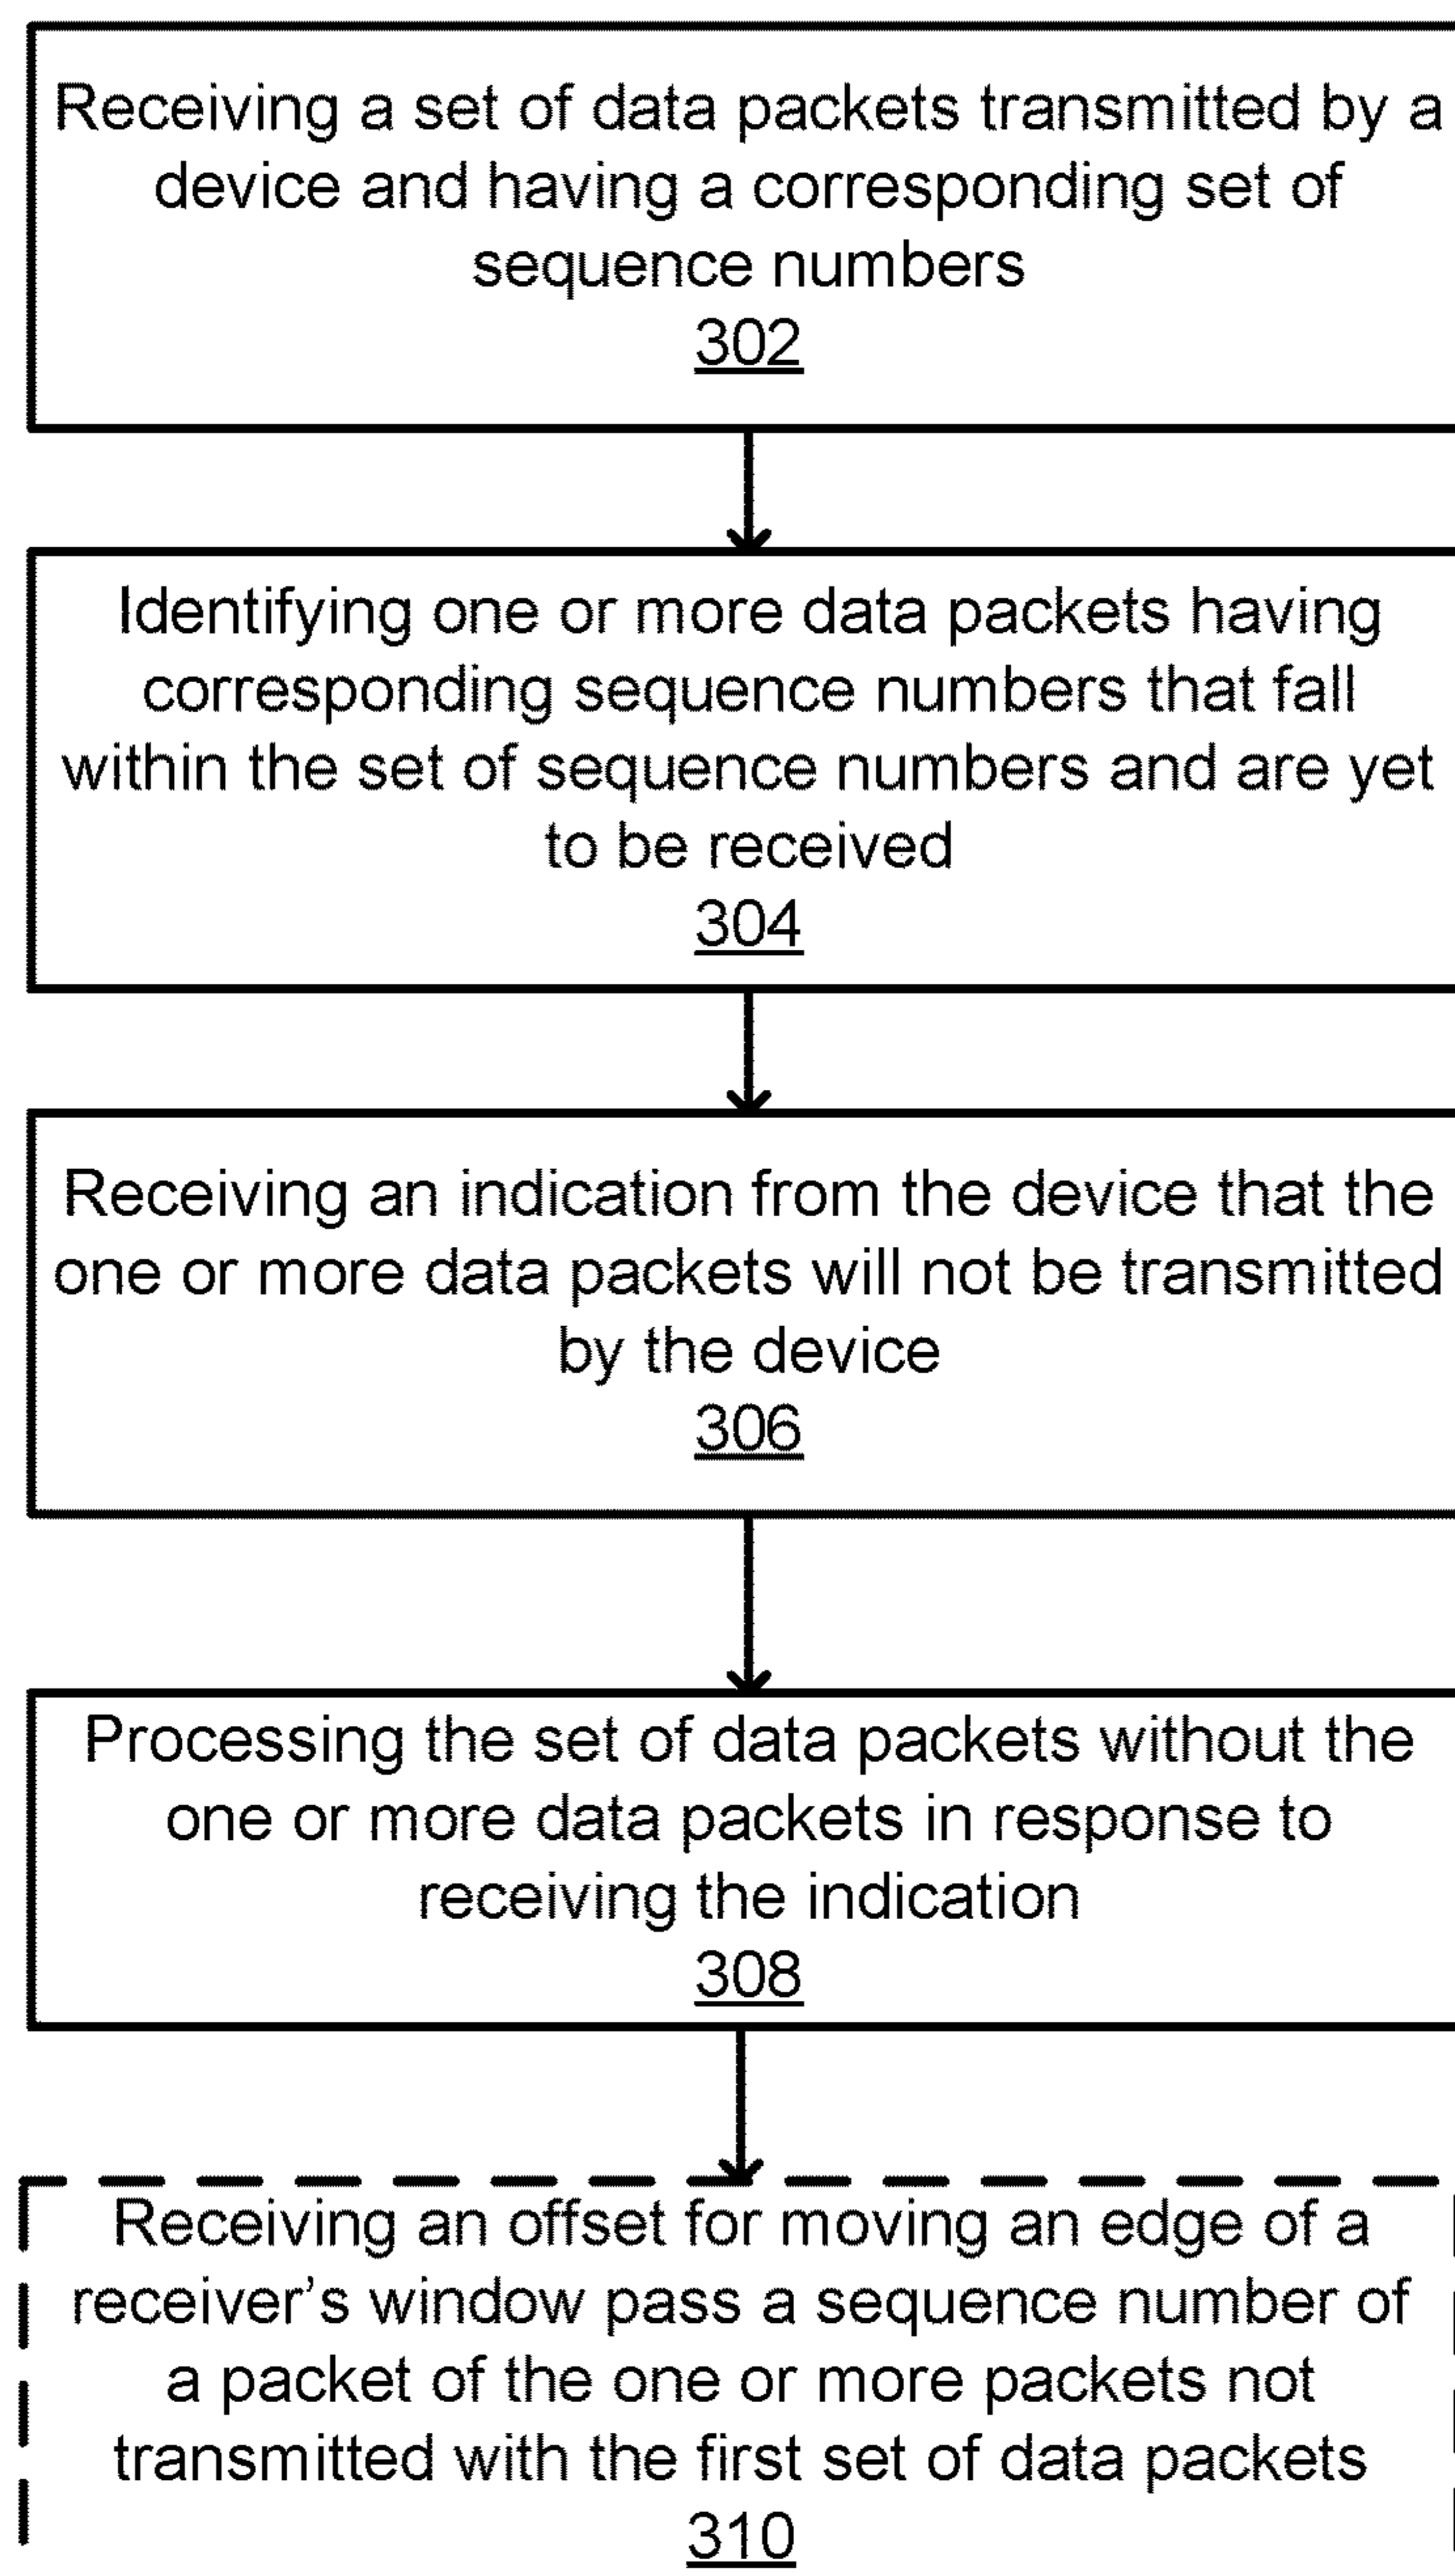 Receiving a set of data packets transmitted by a
device and having a corresponding set of
sequence numbers
302
Identifying one or more data packets having
corresponding sequence numbers that fall
within the set of sequence numbers and are yet
to be received
304
Receiving an indication from the device that the
one or more data packets will not be transmitted
by the device
306
Processing the set of data packets without the
one or more data packets in response to
receiving the indication
308
Receiving an offset for moving an edge of a
receiver’s window pass a sequence number of
a packet of the one or more packets not
transmitted with the first set of data packets
310